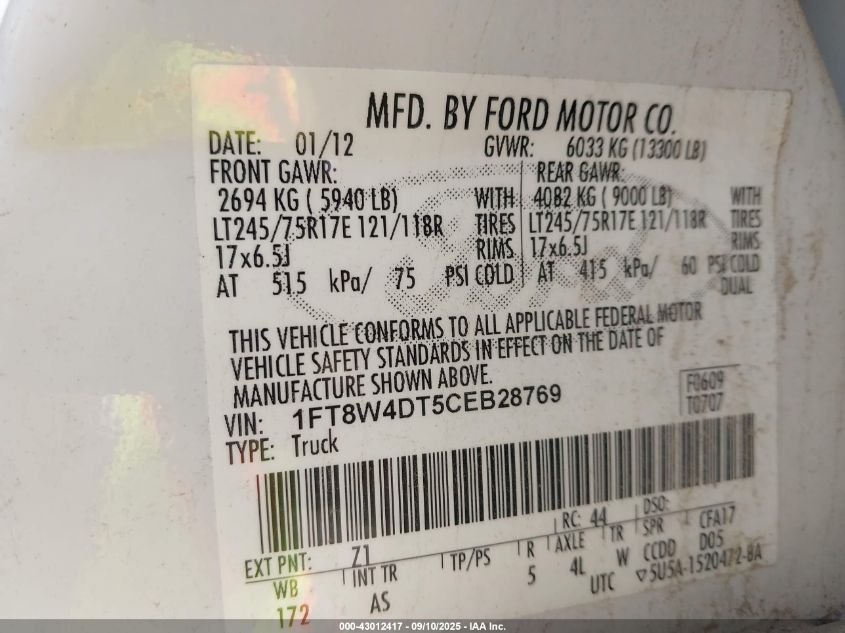 MFD. BY FORD MOTOR CO.
DATE: 01/12 GVWR: 6033 KG (13300 LB)
FRONT GAWR: REAR GAWR:
2694 KG ( 5940 LB) WITH 4082 KG ( 9000 LB) WITH
LT245/75R17E 121/118R TIRES LT245/75R17E 121/118R TIRES
17x6.5J RIMS 17x6.5J RIMS
AT 515 kPa/ 75 PSI COLD AT 415 kPa/ 60 PSI COLD
DUAL
THIS VEHICLE CONFORMS TO ALL APPLICABLE FEDERAL MOTOR
VEHICLE SAFETY STANDARDS IN EFFECT ON THE DATE OF
MANUFACTURE SHOWN ABOVE.
F0609
VIN: 1FT8W4DT5CEB28769
T0707
TYPE: Truck
EXT PNT: Z1 RC: 44 DSO:
WB INT TR TP/PS R AXLE TR SPR CFA17
172 AS 5 4L W CCDD D05
UTC ▽5U5A-1520472-BA
000-43012417 - 09/10/2025 - IAA Inc.